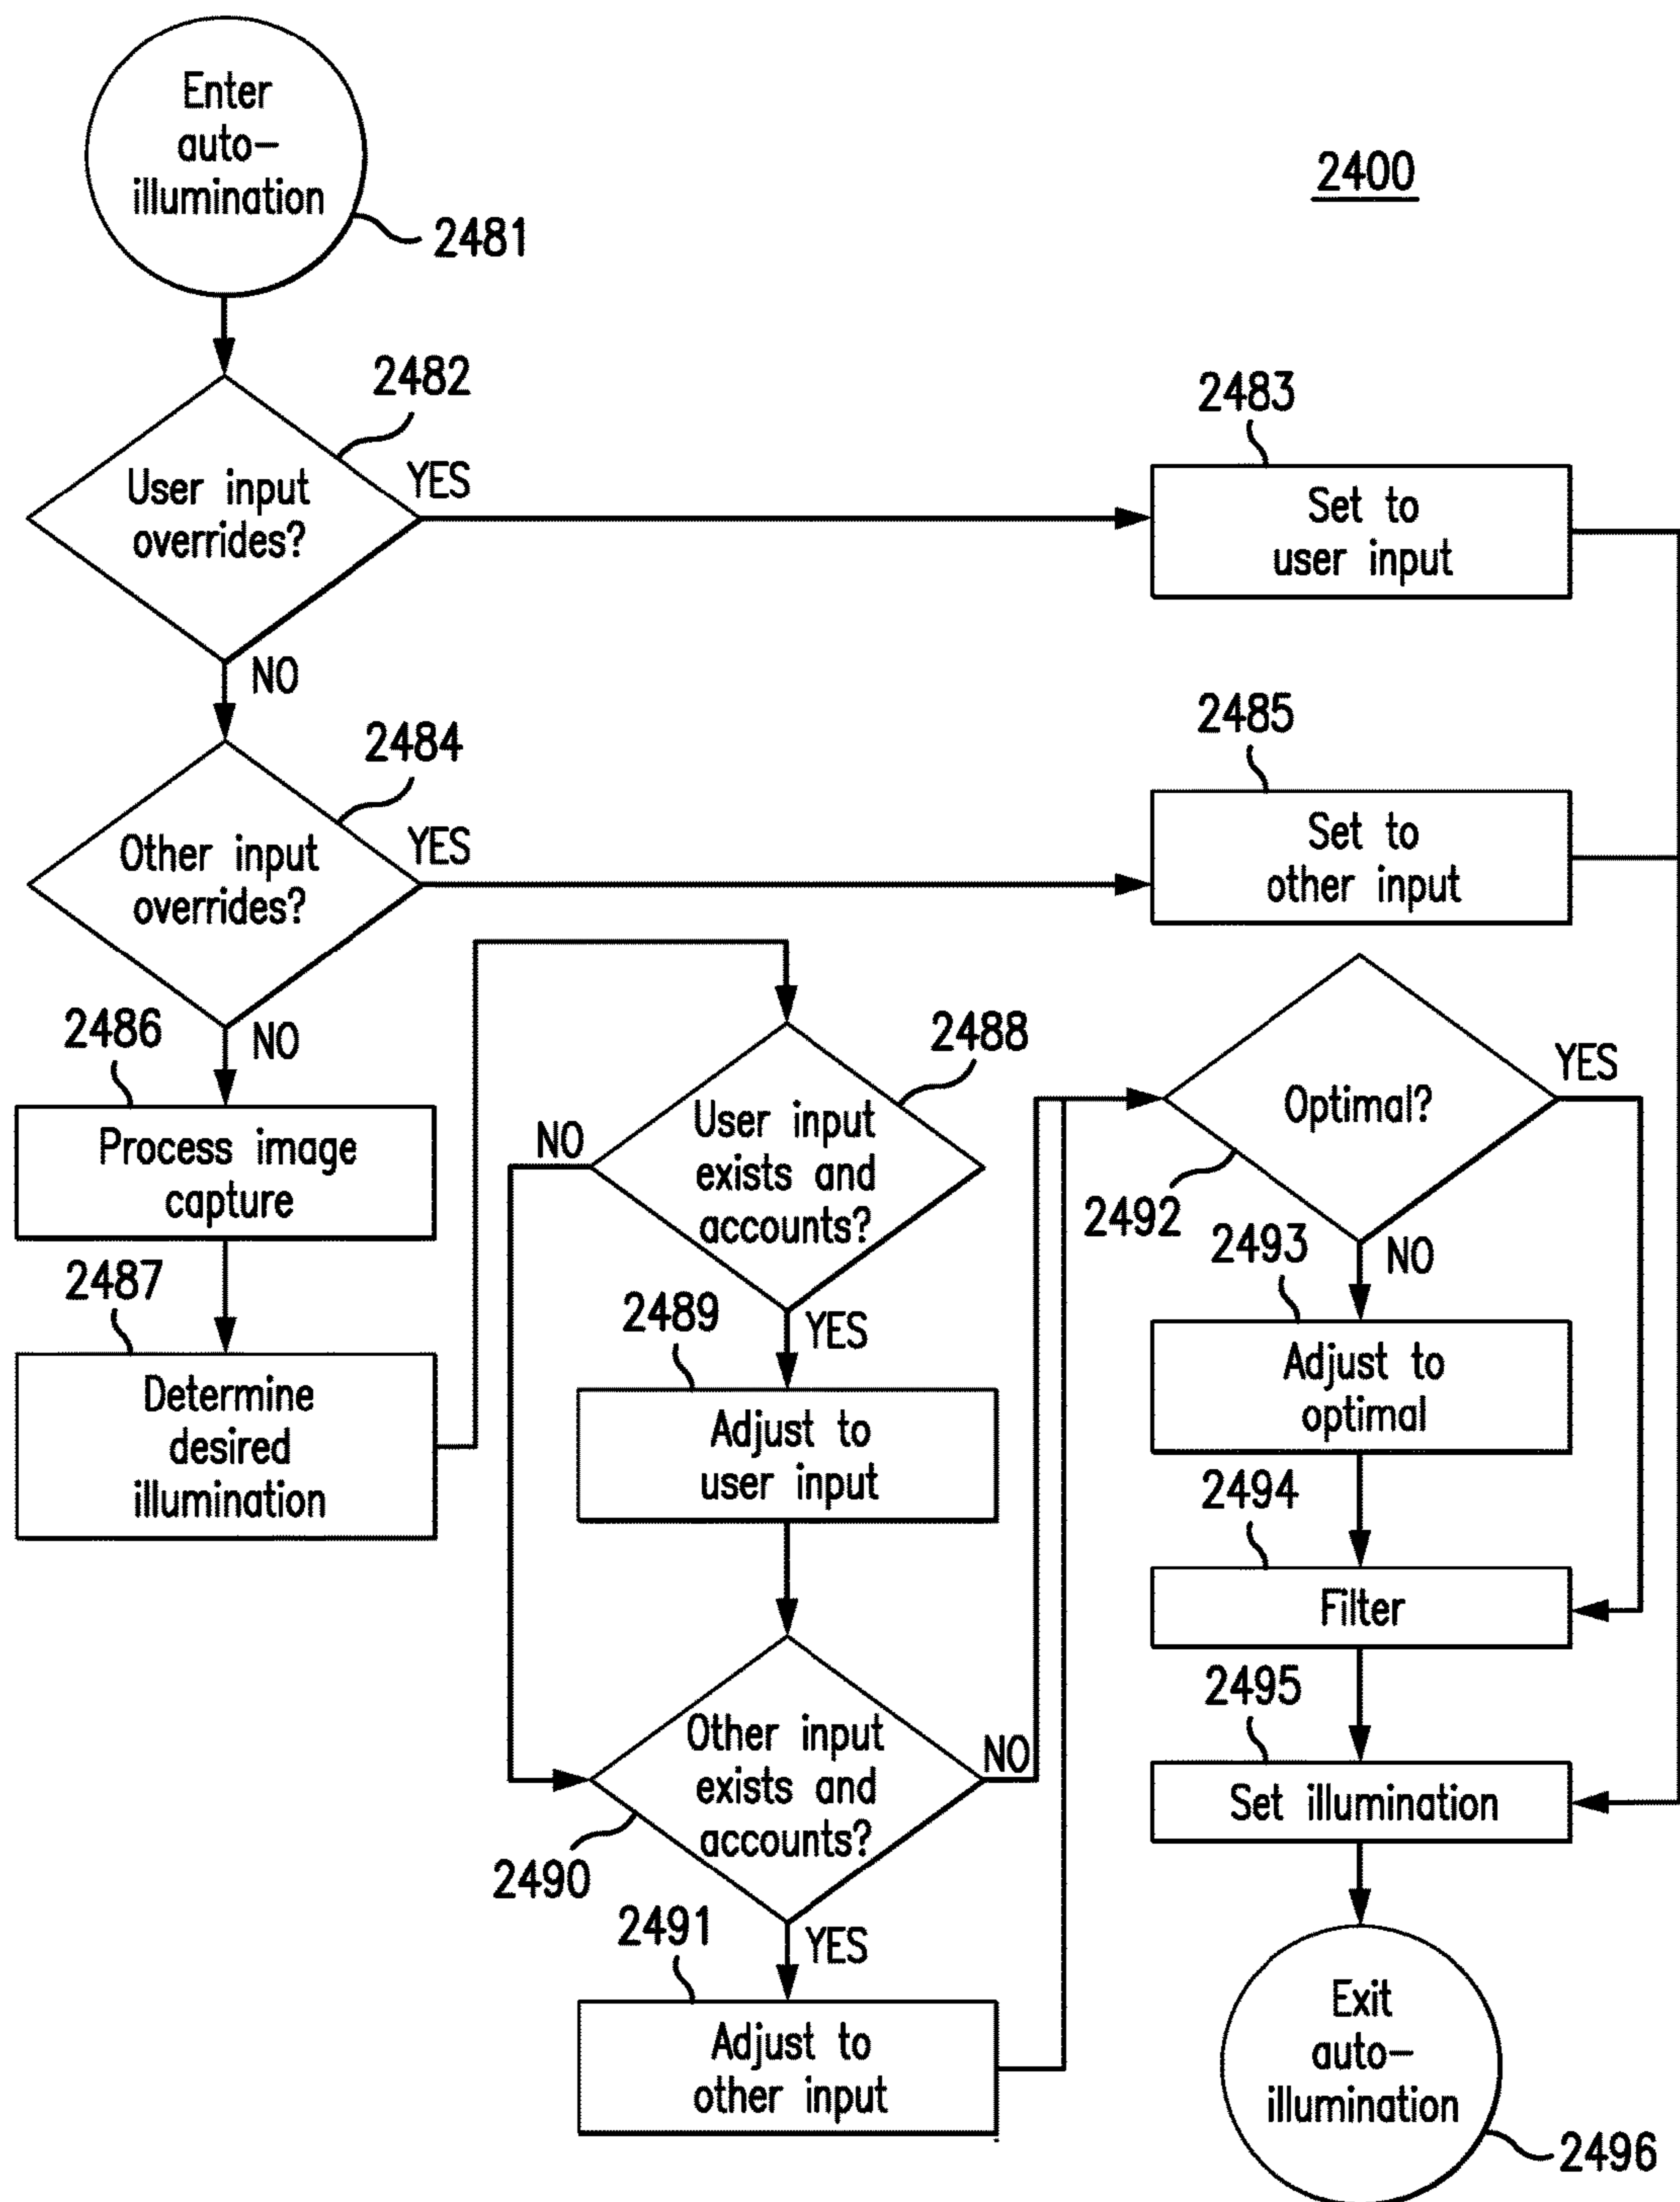 Enter
auto-
illumination
2481
2400
2482
User input
overrides?
YES
NO
2483
Set to
user input
2484
Other input
overrides?
YES
NO
2485
Set to
other input
2486
Process image
capture
2487
Determine
desired
illumination
2488
User input
exists and
accounts?
NO
YES
2489
Adjust to
user input
2490
Other input
exists and
accounts?
NO
YES
2491
Adjust to
other input
2492
Optimal?
YES
NO
2493
Adjust to
optimal
2494
Filter
2495
Set illumination
Exit
auto-
illumination
2496